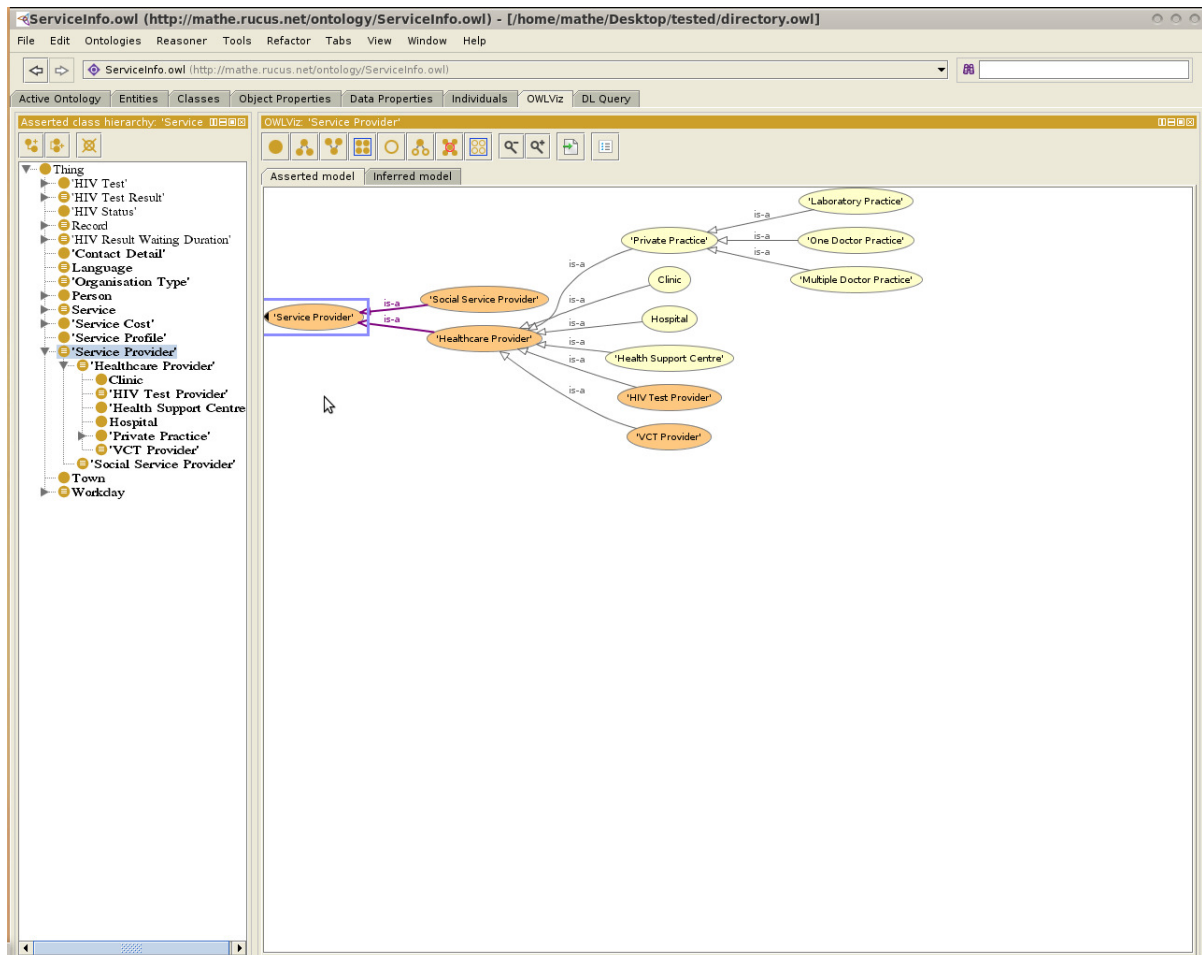 ServiceInfo.owl (http://mathe.rucus.net/ontology/ServiceInfo.owl) - [/home/mathe/Desktop/tested/directory.owl]
File Edit Ontologies Reasoner Tools Refactor Tabs View Window Help
ServiceInfo.owl (http://mathe.rucus.net/ontology/ServiceInfo.owl)
Active Ontology Entities Classes Object Properties Data Properties Individuals OWLViz DL Query
Asserted class hierarchy: 'Service
Thing
'HIV Test'
'HIV Test Result'
'HIV Status'
Record
'HIV Result Waiting Duration'
'Contact Detail'
Language
'Organisation Type'
Person
Service
'Service Cost'
'Service Profile'
'Service Provider'
'Healthcare Provider'
Clinic
'HIV Test Provider'
'Health Support Centre
Hospital
'Private Practice'
'VCT Provider'
'Social Service Provider'
Town
Workday
OWLViz: 'Service Provider'
Asserted model Inferred model
'Laboratory Practice'
is-a
'Private Practice' is-a 'One Doctor Practice'
is-a
is-a
Clinic 'Multiple Doctor Practice'
'Social Service Provider' is-a
is-a
'Service Provider' Hospital
is-a is-a
'Healthcare Provider'
is-a
'Health Support Centre'
is-a
is-a
'HIV Test Provider'
'VCT Provider'